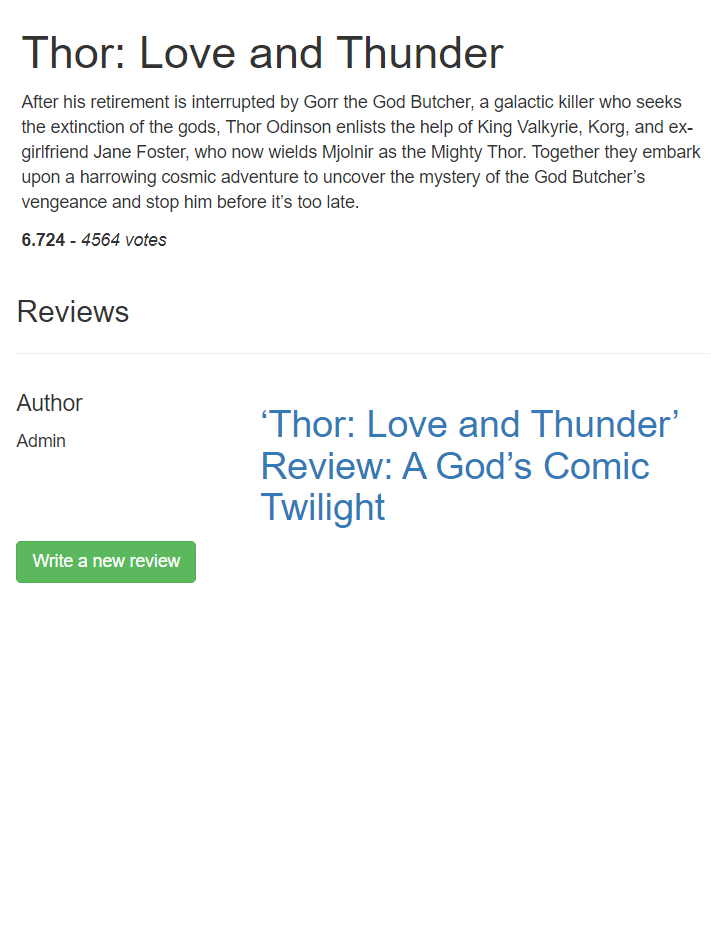 Thor: Love and Thunder
After his retirement is interrupted by Gorr the God Butcher, a galactic killer who seeks
the extinction of the gods, Thor Odinson enlists the help of King Valkyrie, Korg, and ex-
girlfriend Jane Foster, who now wields Mjolnir as the Mighty Thor. Together they embark
upon a harrowing cosmic adventure to uncover the mystery of the God Butcher’s
vengeance and stop him before it’s too late.
6.724 - 4564 votes
Reviews
Author
Admin
‘Thor: Love and Thunder’
Review: A God’s Comic
Twilight
Write a new review